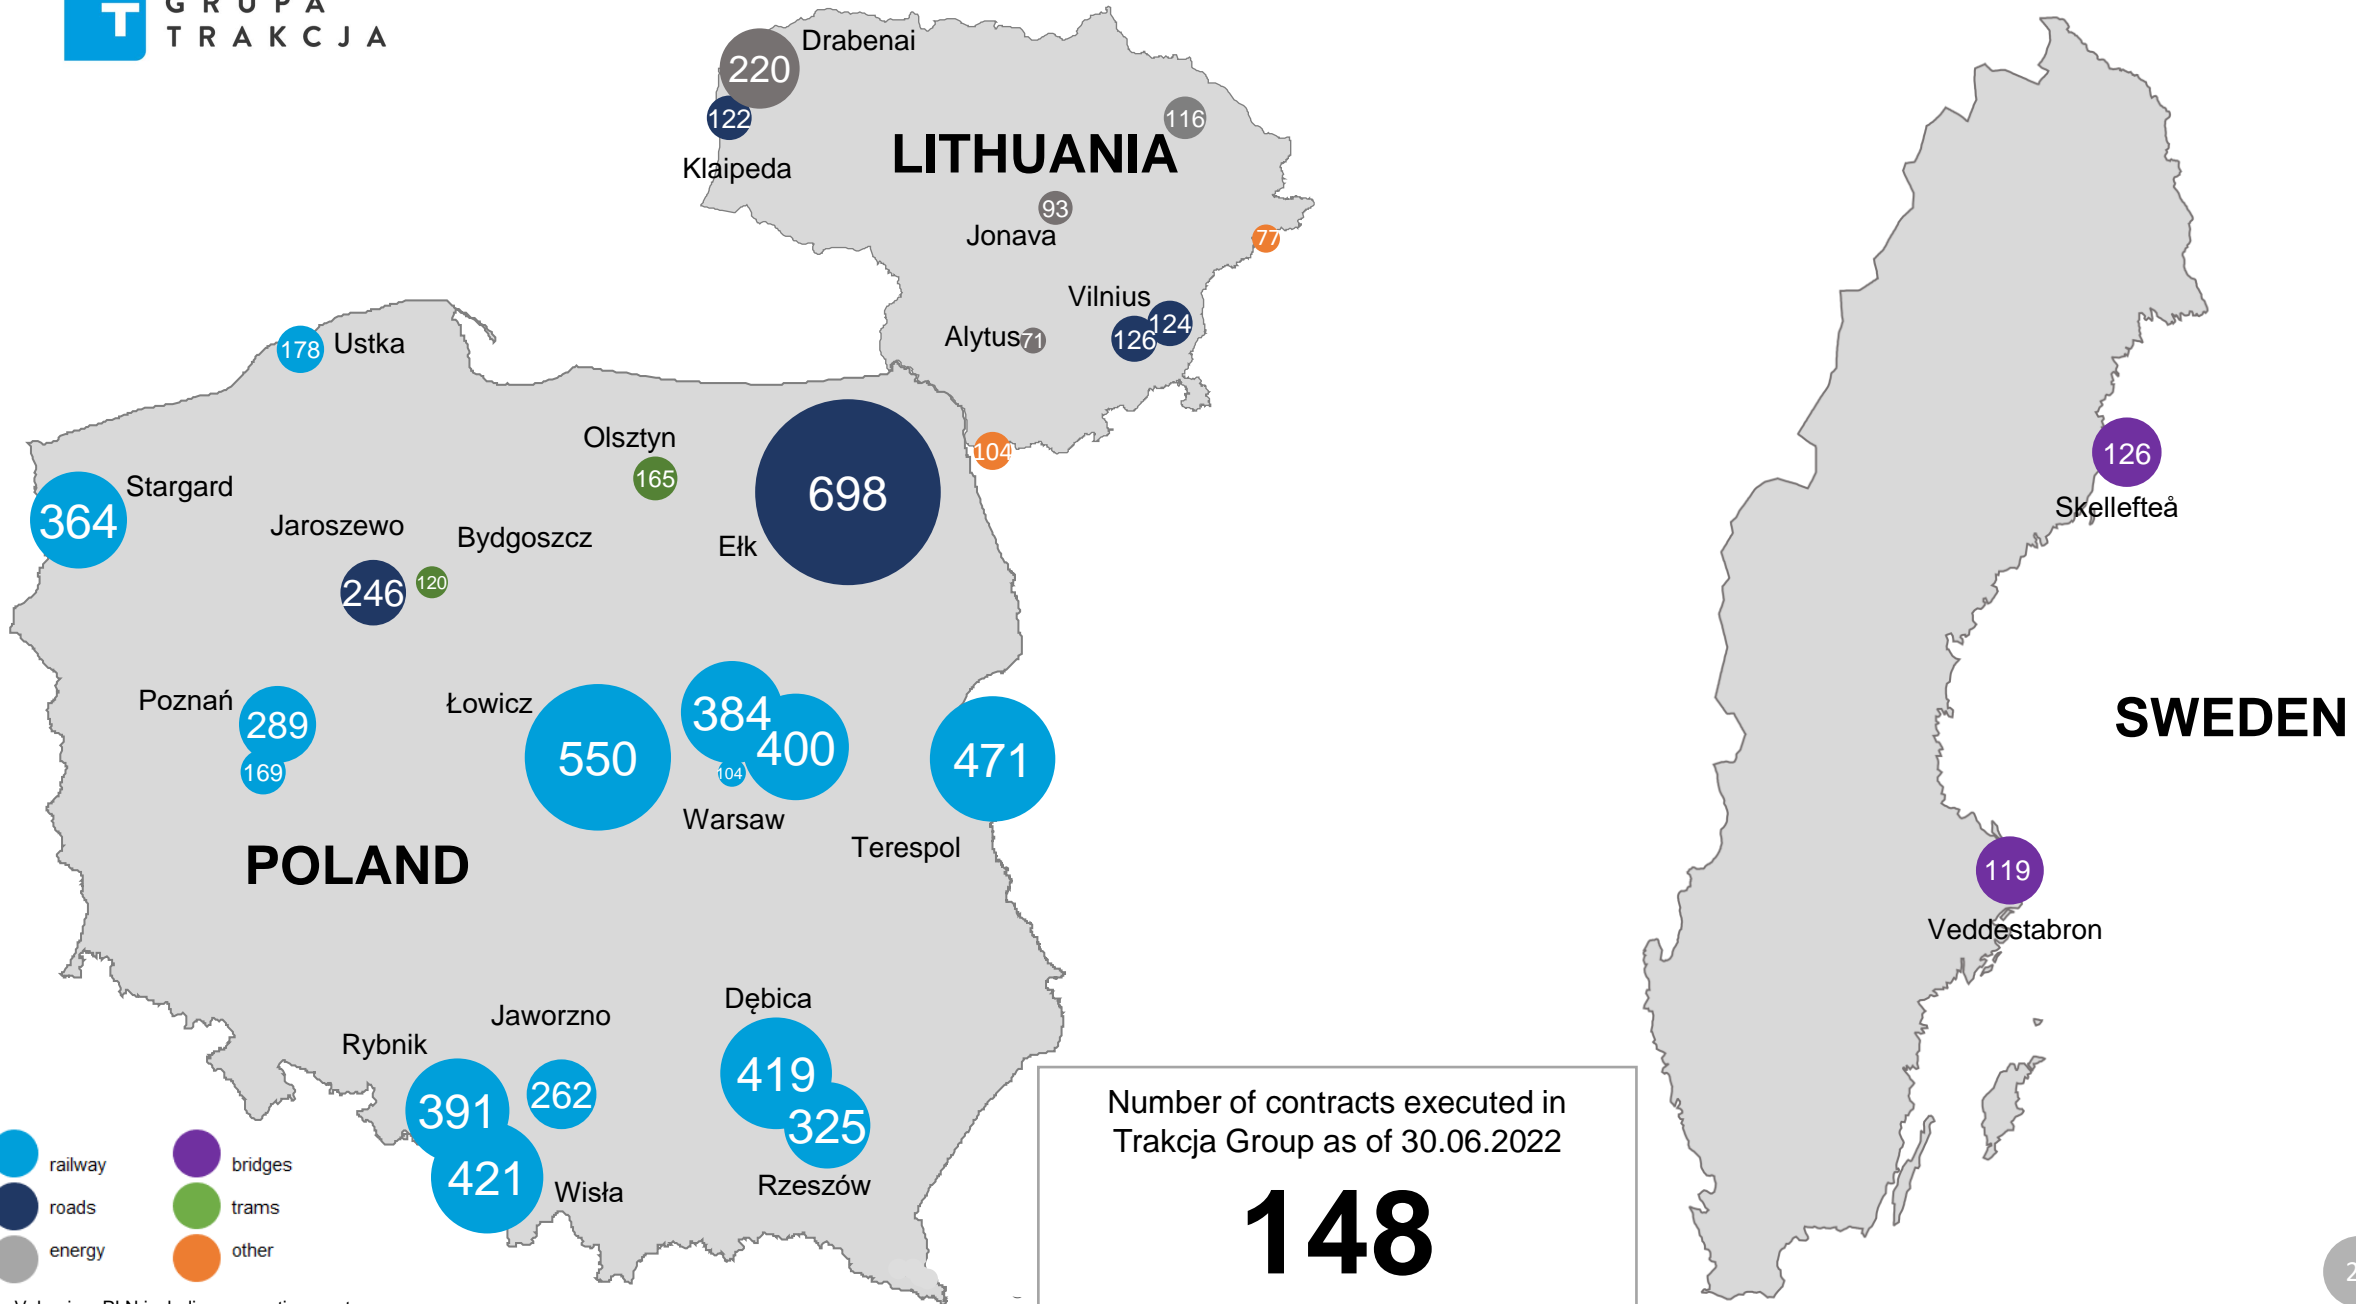 GRUPA
TRAKCJA
Drabenai
220
122
Klaipeda
LITHUANIA
116
93
Jonava
77
Vilnius
124
126
Alytus
71
178
Ustka
Olsztyn
165
698
104
Ełk
Stargard
364
Jaroszewo
Bydgoszcz
246
120
Poznań
289
169
Łowicz
550
384
400
104
Warsaw
471
Terespol
POLAND
Dębica
419
325
Rzeszów
Jaworzno
262
Rybnik
391
421
Wisła
126
Skellefteå
SWEDEN
119
Veddestabron
railway
bridges
roads
trams
energy
other
Number of contracts executed in
Trakcja Group as of 30.06.2022
148
2